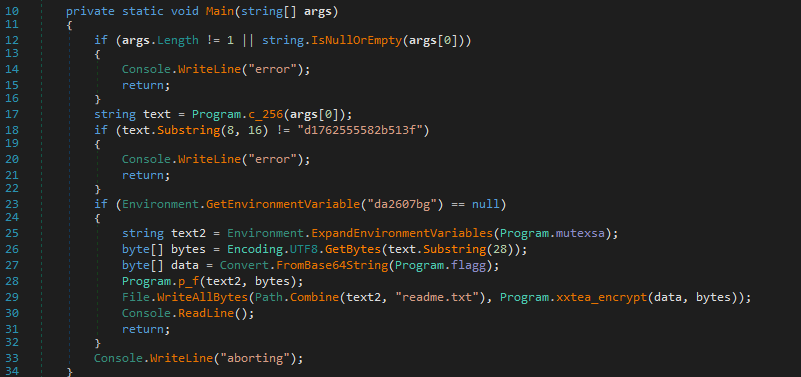 10 private static void Main(string[] args)
11 {
12 if (args.Length != 1 || string.IsNullOrEmpty(args[0]))
13 {
14 Console.WriteLine("error");
15 return;
16 }
17 string text = Program.c_256(args[0]);
18 if (text.Substring(8, 16) != "d1762555582b513f")
19 {
20 Console.WriteLine("error");
21 return;
22 }
23 if (Environment.GetEnvironmentVariable("da2607bg") == null)
24 {
25 string text2 = Environment.ExpandEnvironmentVariables(Program.mutexsa);
26 byte[] bytes = Encoding.UTF8.GetBytes(text.Substring(28));
27 byte[] data = Convert.FromBase64String(Program.flagg);
28 Program.p_f(text2, bytes);
29 File.WriteAllBytes(Path.Combine(text2, "readme.txt"), Program.xxtea_encrypt(data, bytes));
30 Console.ReadLine();
31 return;
32 }
33 Console.WriteLine("aborting");
34 }